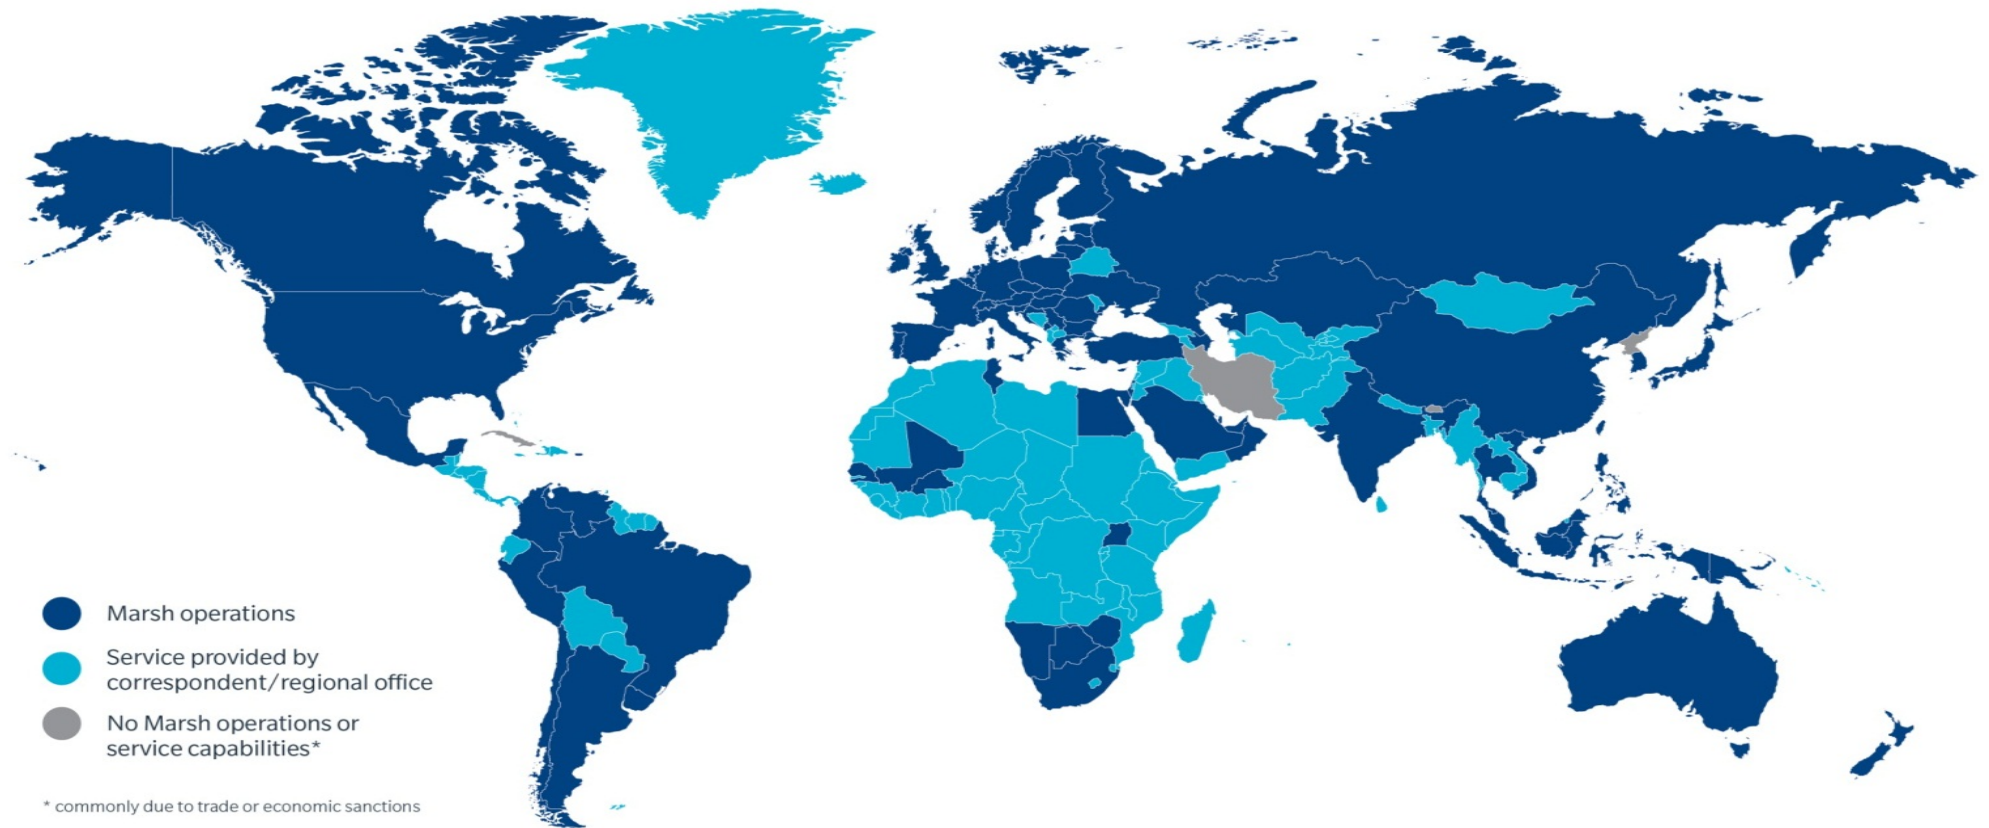 Marsh operations
Service provided by
correspondent/regional office
No Marsh operations or
service capabilities*
* commonly due to trade or economic sanctions